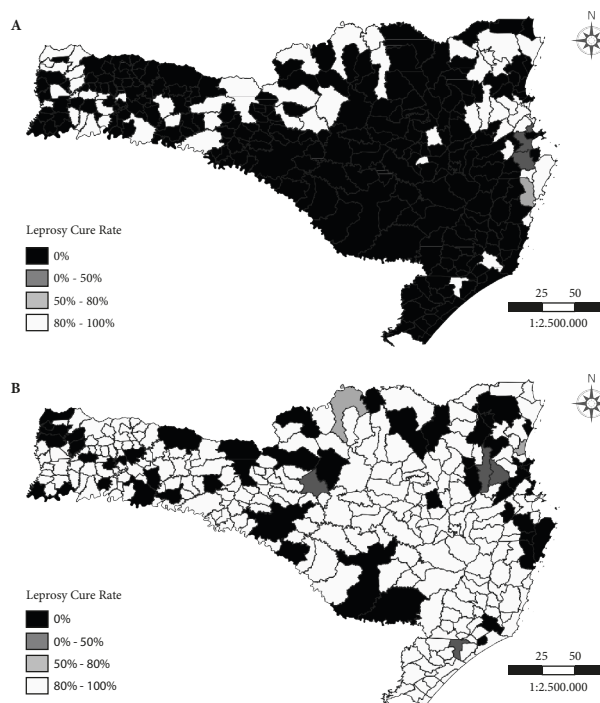 A
N
Leprosy Cure Rate
0%
0% - 50%
50% - 80%
80% - 100%
25 50
1:2.500.000
B
N
Leprosy Cure Rate
0%
0% - 50%
50% - 80%
80% - 100%
25 50
1:2.500.000